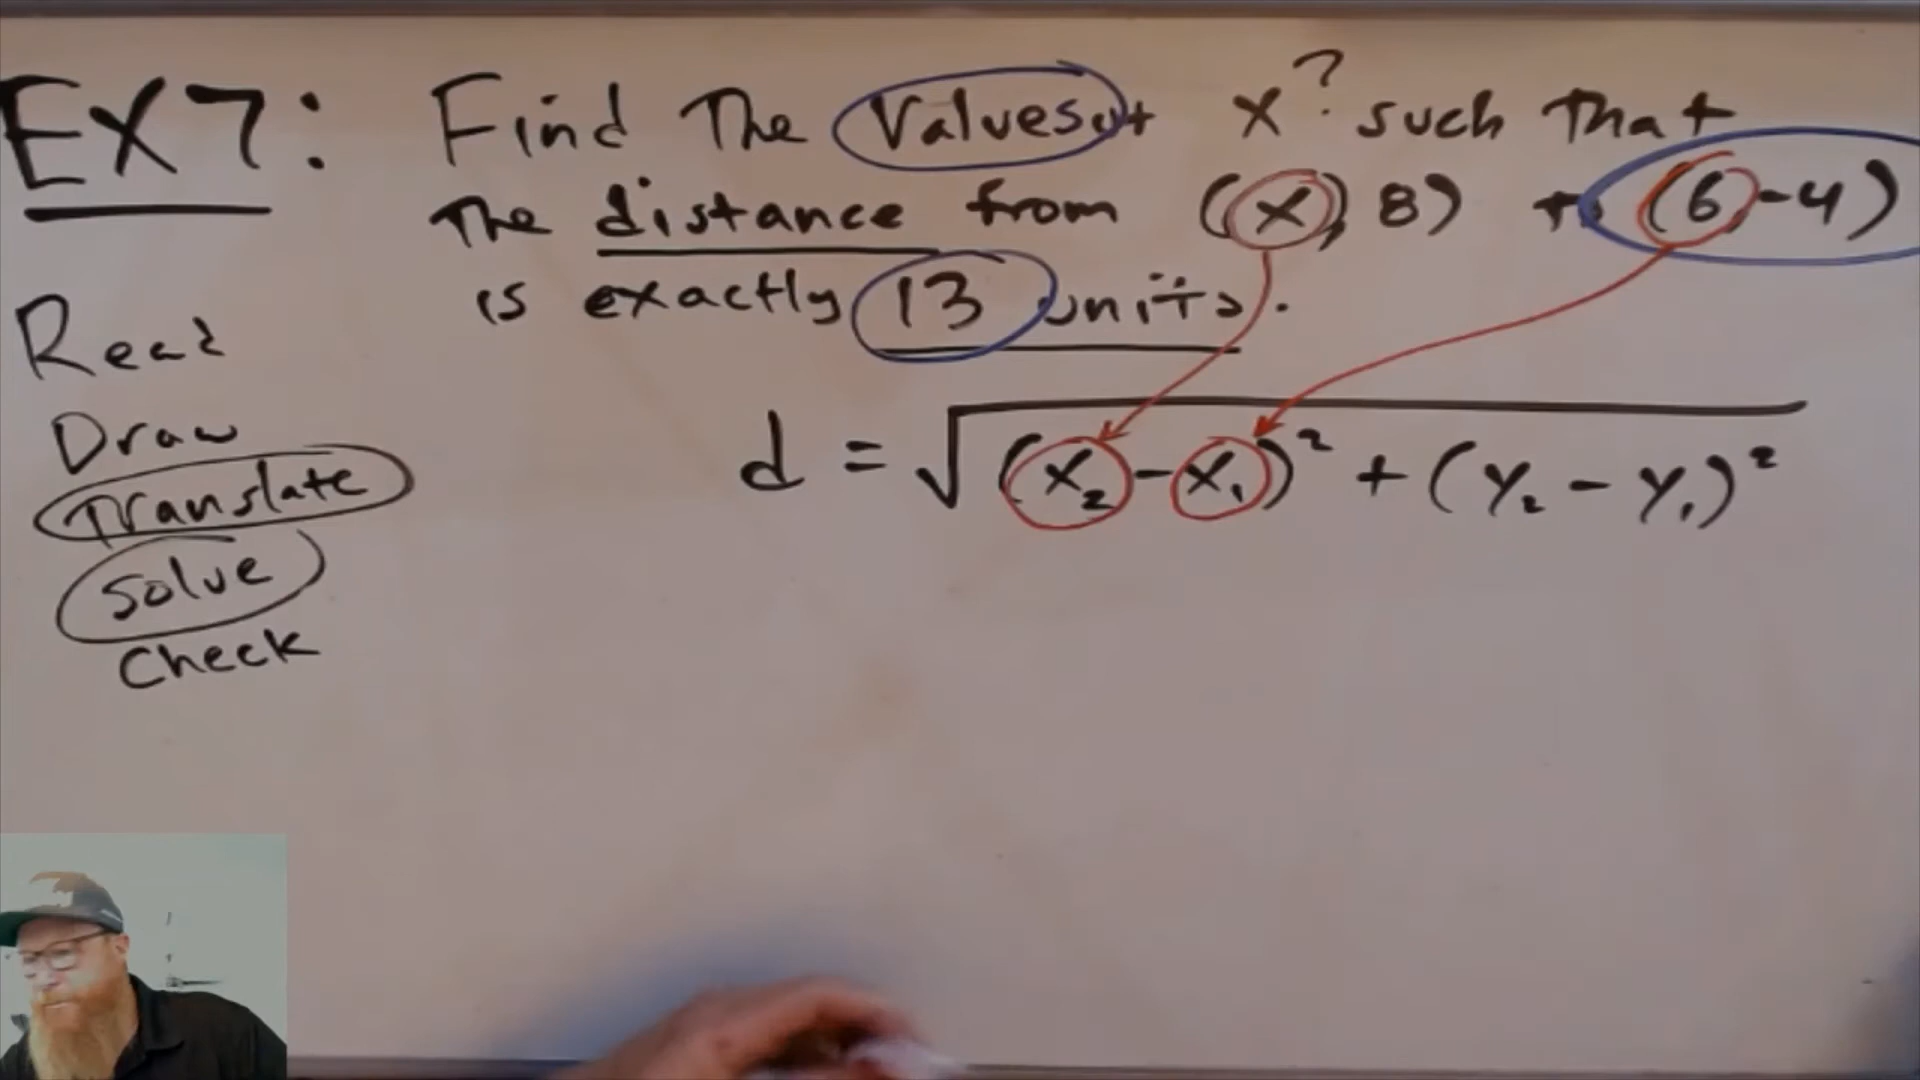 EX7: Find The Values of x? such that
The distance from (x, 8) to (6, -4)
is exactly 13 units.
d = √(x₂ - x₁)² + (y₂ - y₁)²
Read
Draw
Translate
Solve
Check